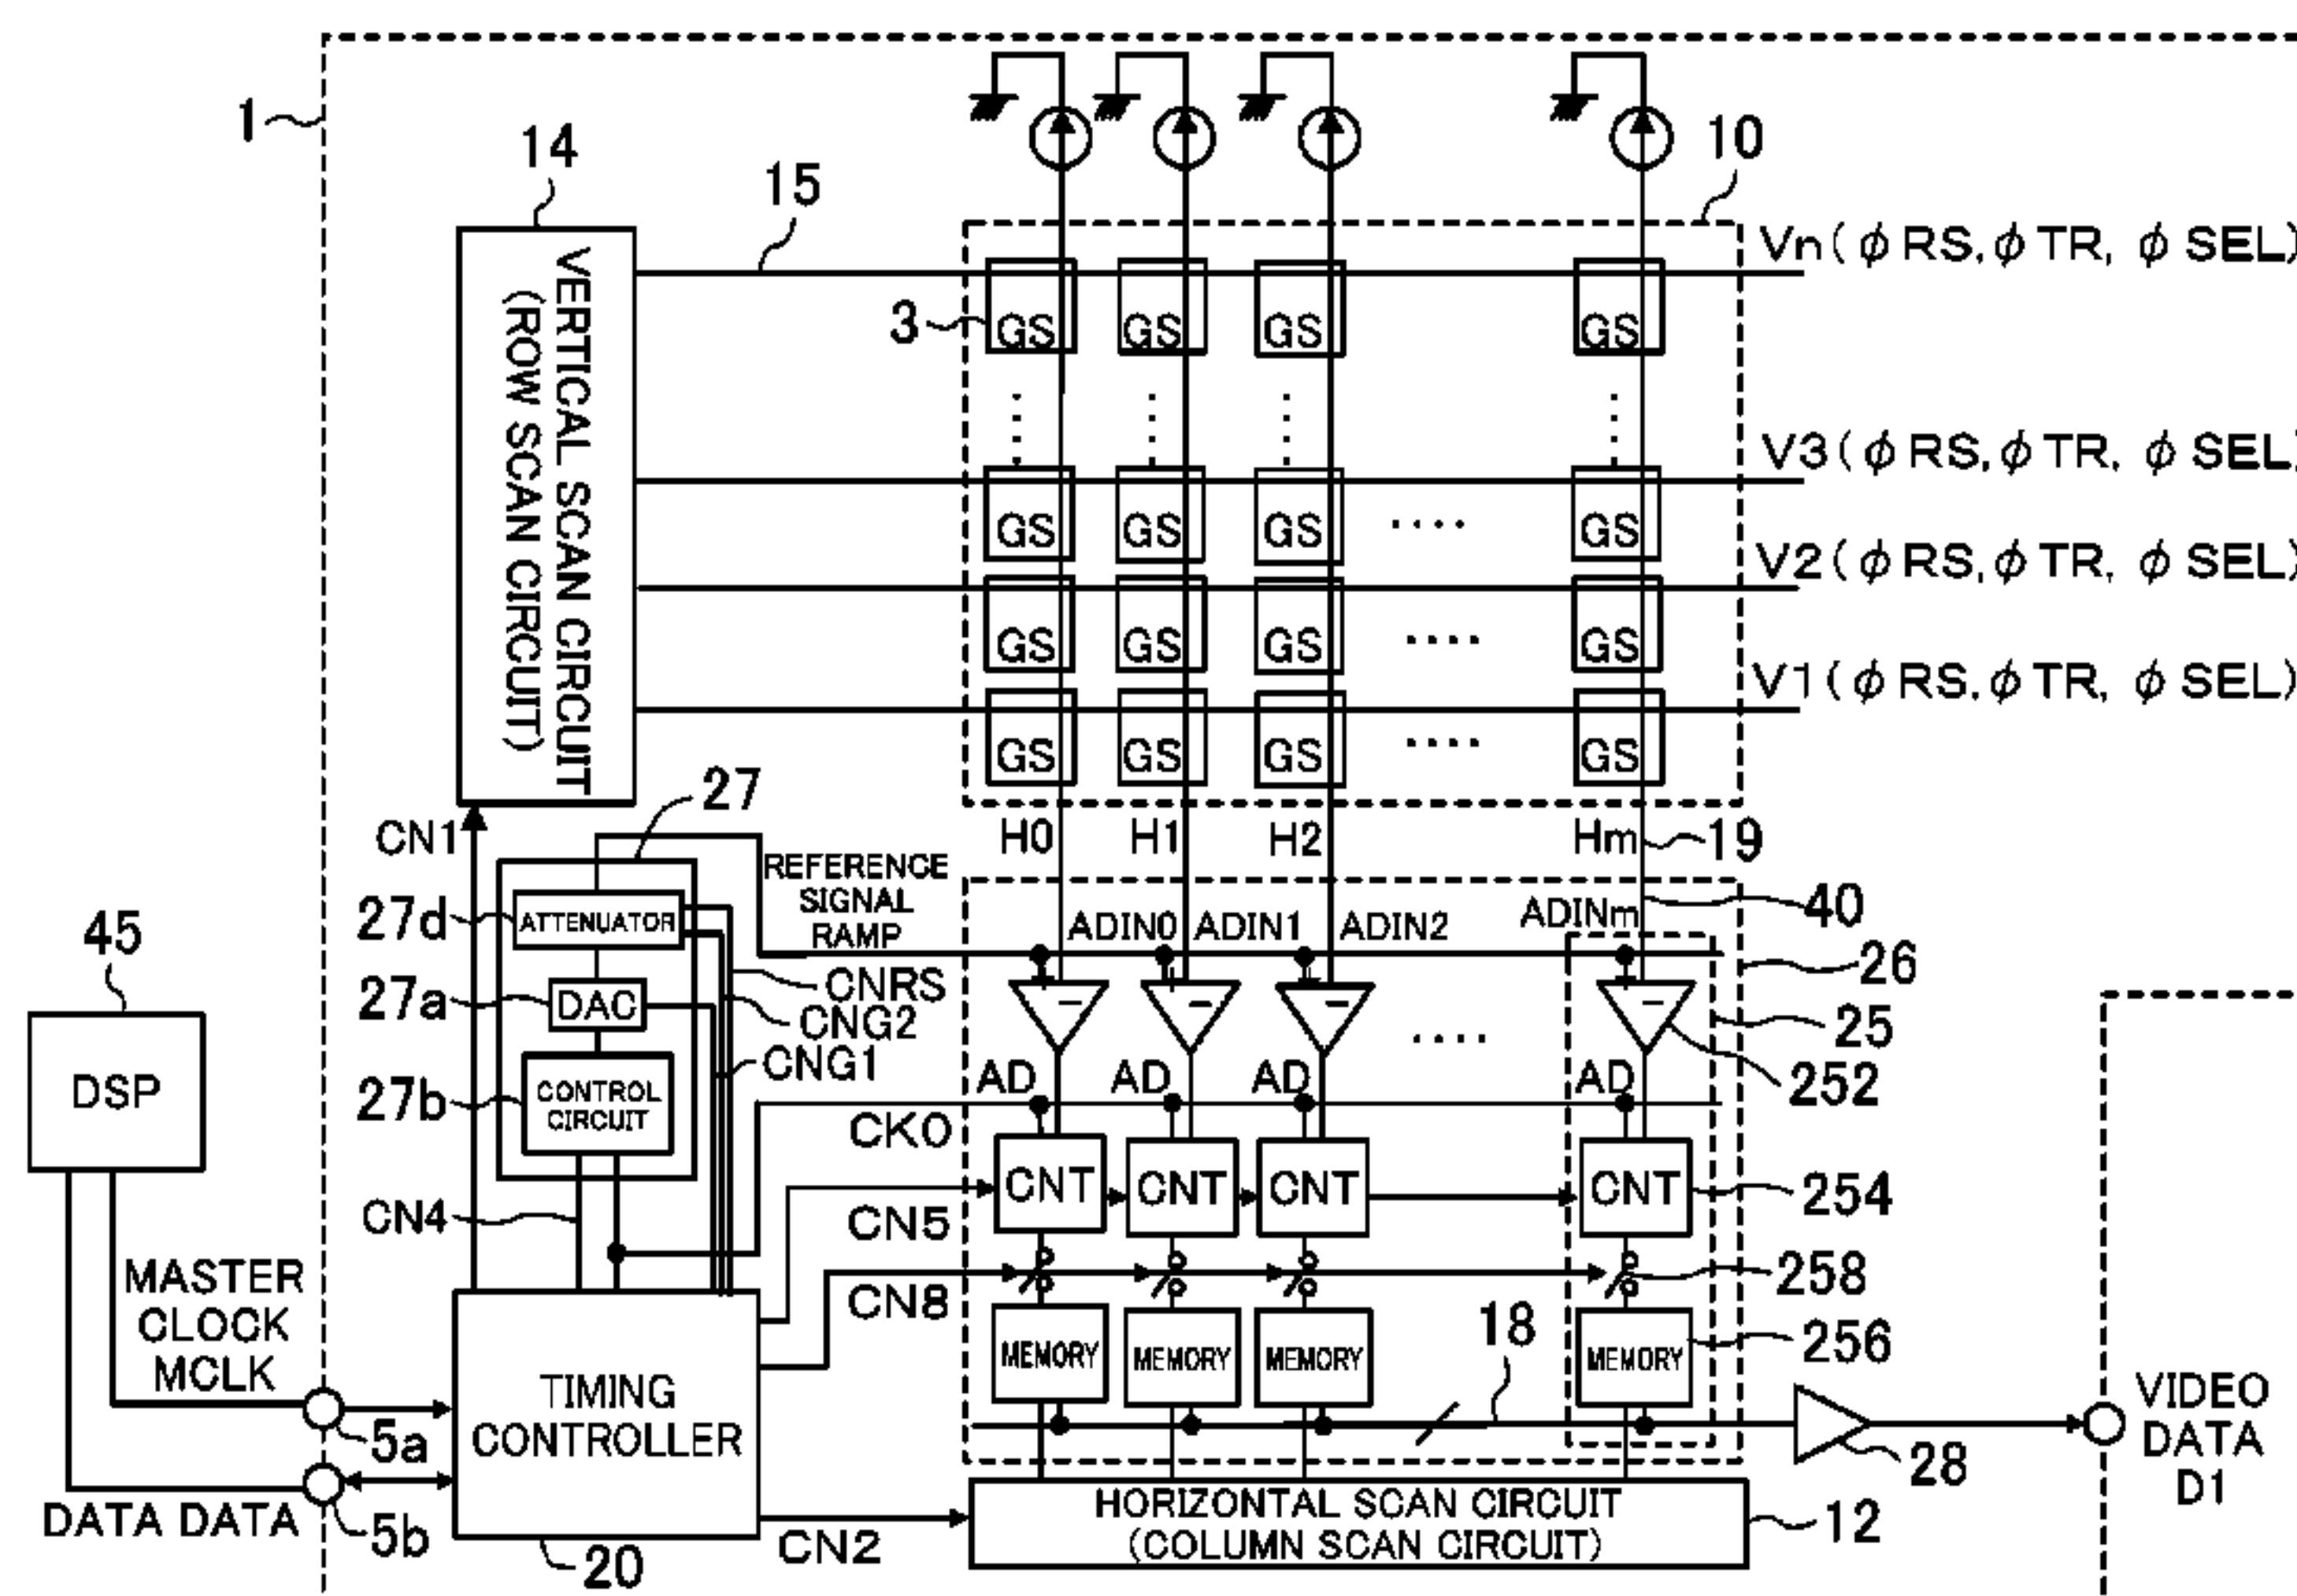 1
14
15
10
VERTICAL SCAN CIRCUIT
(ROW SCAN CIRCUIT)
3
GS GS GS GS
Vn(φRS,φTR, φSEL)
GS GS GS GS
V3(φRS,φTR, φSEL
GS GS GS GS
V2(φRS,φTR, φSEL)
GS GS GS GS
V1(φRS,φTR, φSEL)
CN1
27
H0 H1 H2 Hm 19
REFERENCE
SIGNAL
RAMP
27d
ATTENUATOR
ADIN0 ADIN1 ADIN2 ADINm
40
26
45
27a
DAC
CNRS
CNG2
CNG1
− − − −
25
252
DSP
27b
CONTROL
CIRCUIT
AD AD AD AD
CK0
CNT CNT CNT CNT
254
CN4
CN5
258
CN8
MASTER
CLOCK
MCLK
MEMORY MEMORY MEMORY MEMORY
256
18
5a
TIMING
CONTROLLER
28
VIDEO
DATA
D1
DATA DATA
5b
20
CN2
HORIZONTAL SCAN CIRCUIT
(COLUMN SCAN CIRCUIT)
12